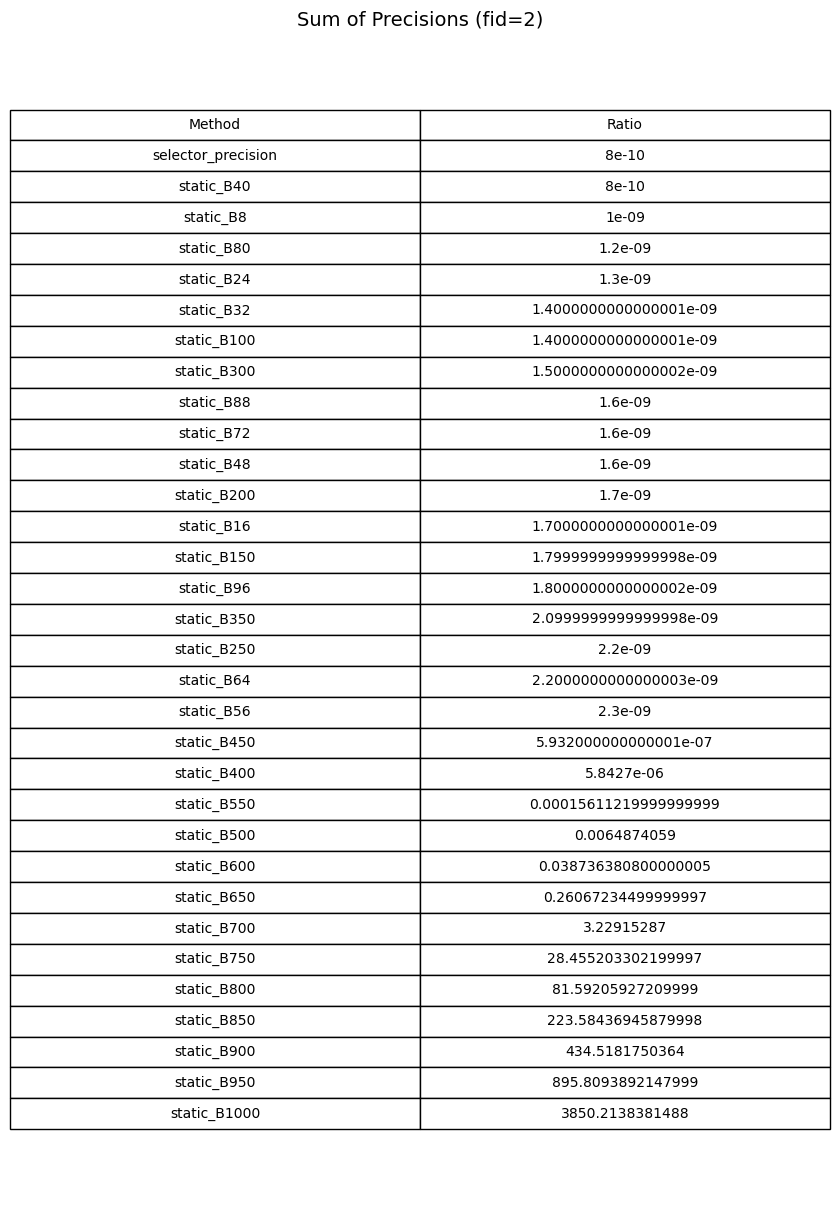 Sum of Precisions (fid=2)
Method Ratio
selector_precision 8e-10
static_B40 8e-10
static_B8 1e-09
static_B80 1.2e-09
static_B24 1.3e-09
static_B32 1.4000000000000001e-09
static_B100 1.4000000000000001e-09
static_B300 1.5000000000000002e-09
static_B88 1.6e-09
static_B72 1.6e-09
static_B48 1.6e-09
static_B200 1.7e-09
static_B16 1.7000000000000001e-09
static_B150 1.7999999999999998e-09
static_B96 1.8000000000000002e-09
static_B350 2.0999999999999998e-09
static_B250 2.2e-09
static_B64 2.2000000000000003e-09
static_B56 2.3e-09
static_B450 5.932000000000001e-07
static_B400 5.8427e-06
static_B550 0.00015611219999999999
static_B500 0.0064874059
static_B600 0.038736380800000005
static_B650 0.26067234499999997
static_B700 3.22915287
static_B750 28.455203302199997
static_B800 81.59205927209999
static_B850 223.58436945879998
static_B900 434.5181750364
static_B950 895.8093892147999
static_B1000 3850.2138381488